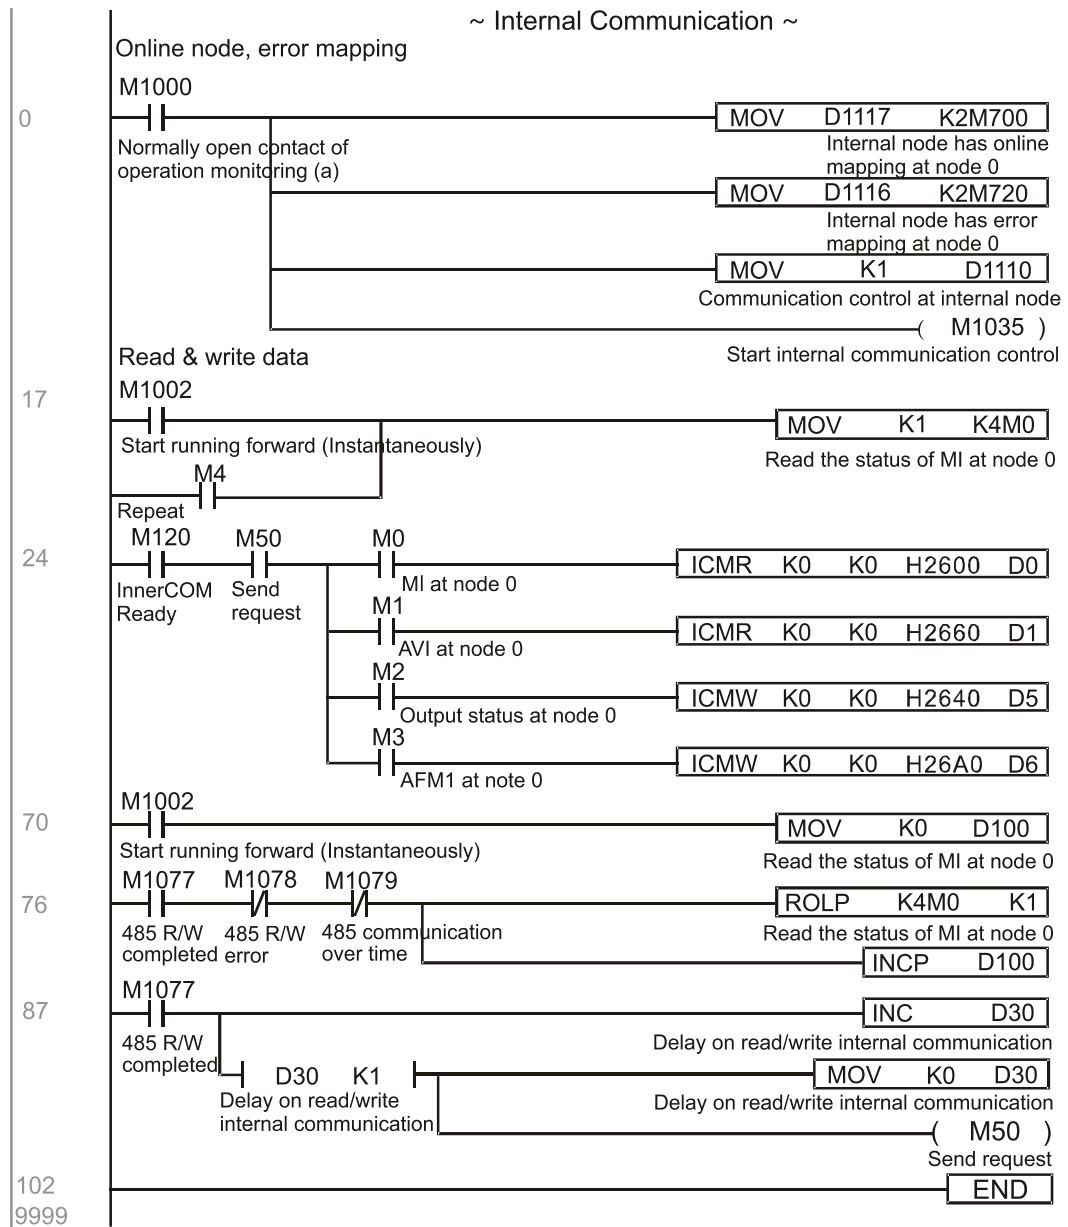 ~ Internal Communication ~
Online node, error mapping
M1000
0
MOV D1117 K2M700
Normally open contact of
operation monitoring (a)
Internal node has online
mapping at node 0
MOV D1116 K2M720
Internal node has error
mapping at node 0
MOV K1 D1110
Communication control at internal node
( M1035 )
Start internal communication control
Read & write data
M1002
17
MOV K1 K4M0
Start running forward (Instantaneously)
Read the status of MI at node 0
M4
Repeat
M120 M50 M0
24
ICMR K0 K0 H2600 D0
InnerCOM
Ready
Send
request
MI at node 0
M1
ICMR K0 K0 H2660 D1
AVI at node 0
M2
ICMW K0 K0 H2640 D5
Output status at node 0
M3
ICMW K0 K0 H26A0 D6
AFM1 at note 0
M1002
70
MOV K0 D100
Start running forward (Instantaneously)
Read the status of MI at node 0
M1077 M1078 M1079
76
ROLP K4M0 K1
485 R/W
completed
485 R/W
error
485 communication
over time
Read the status of MI at node 0
INCP D100
M1077
87
INC D30
485 R/W
completed
Delay on read/write internal communication
D30 K1
MOV K0 D30
Delay on read/write
internal communication
Delay on read/write internal communication
( M50 )
Send request
102
END
9999